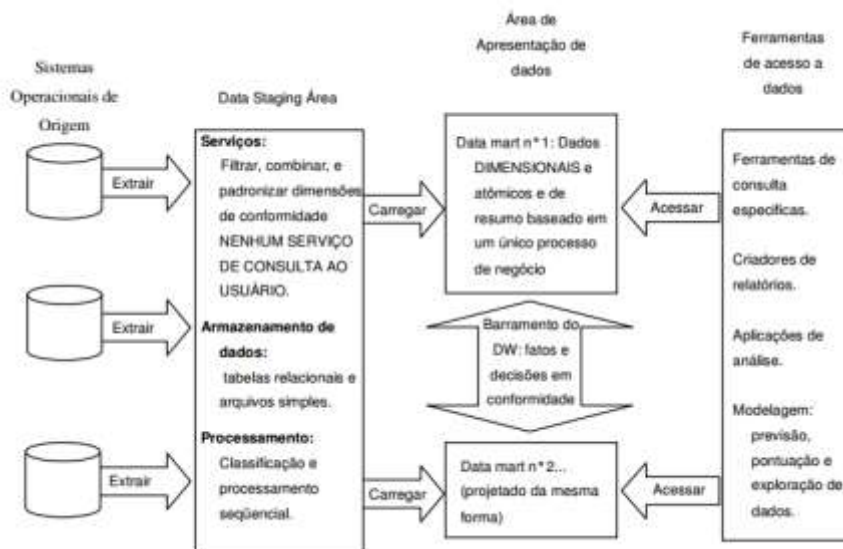 Sistemas
Operacionais de
Origem
Extrair
Extrair
Extrair
Data Staging Área
Serviços:
Filtrar, combinar, e
padronizar dimensões
de conformidade
NENHUM SERVIÇO
DE CONSULTA AO
USUÁRIO.
Armazenamento de
dados:
tabelas relacionais e
arquivos simples.
Processamento:
Classificação e
processamento
seqüencial.
Carregar
Carregar
Área de
Apresentação de
dados
Data mart n°1: Dados
DIMENSIONAIS e
atômicos e de
resumo baseado em
um único processo
de negócio
Barramento do
DW: fatos e
decisões em
conformidade
Data mart n°2...
(projetado da mesma
forma)
Acessar
Acessar
Ferramentas
de acesso a
dados
Ferramentas de
consulta
especificas.
Criadores de
relatórios.
Aplicações de
análise.
Modelagem:
previsão,
pontuação e
exploração de
dados.